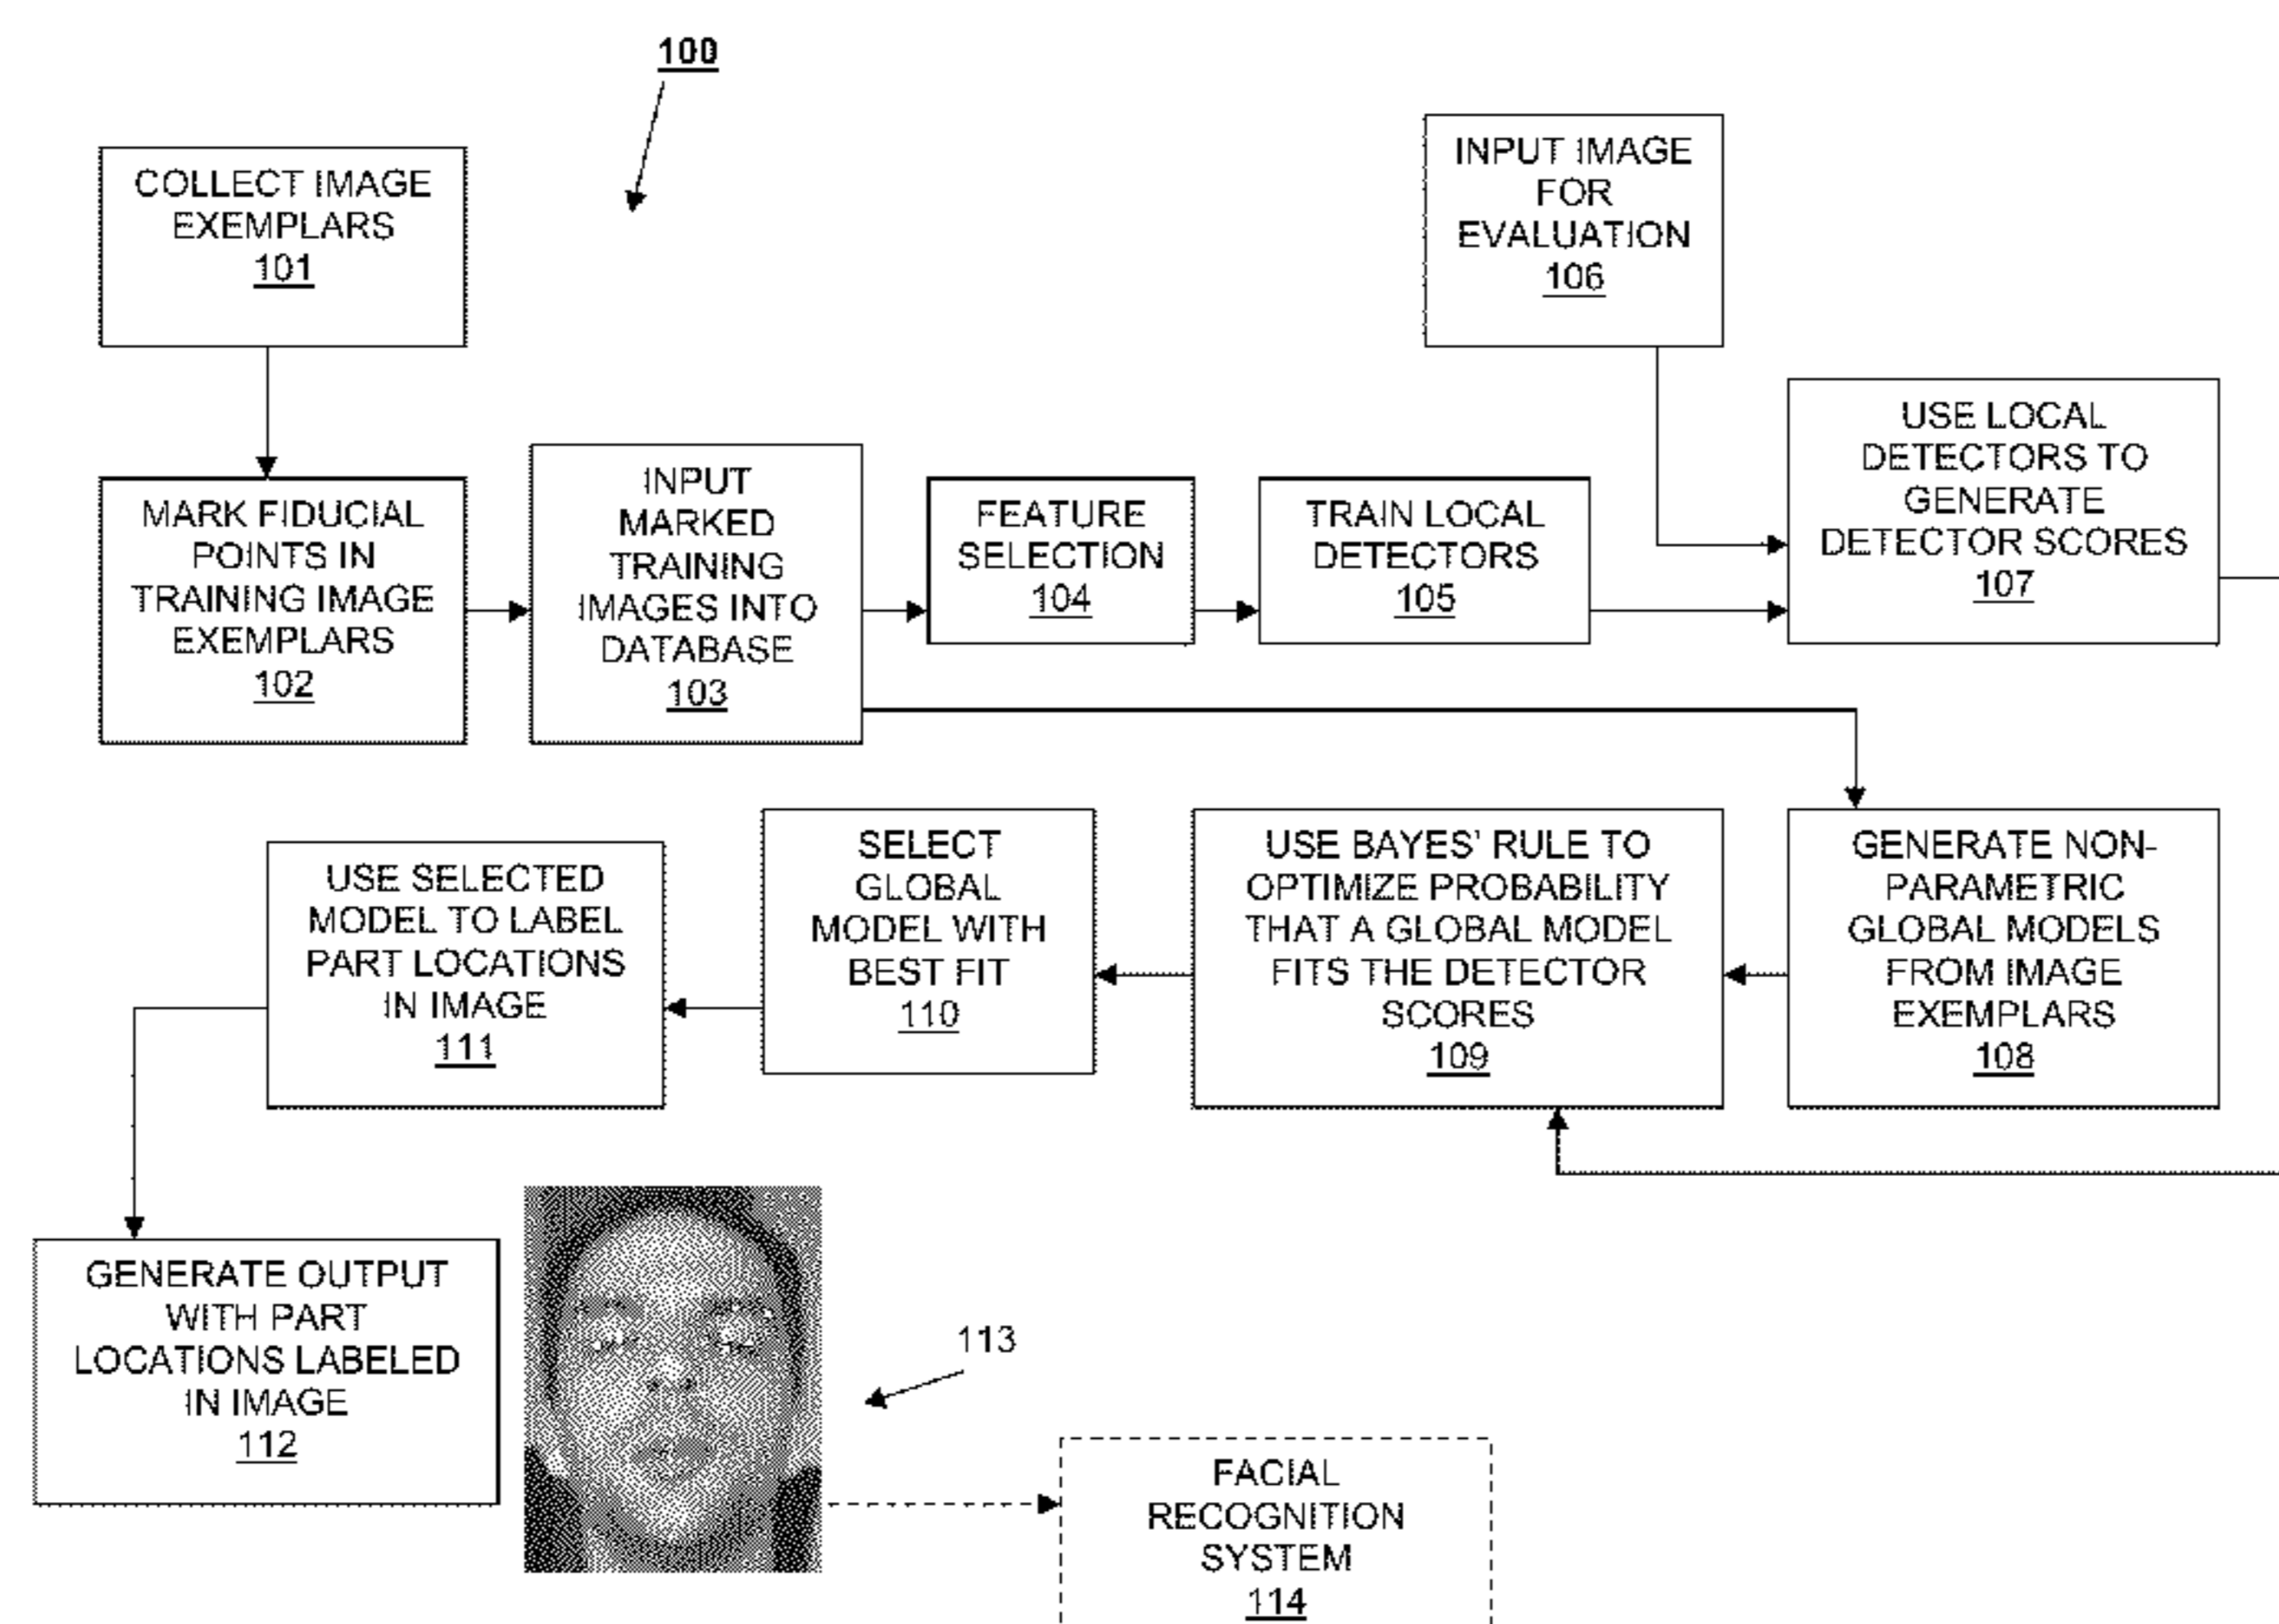 100
COLLECT IMAGE
EXEMPLARS
101
INPUT IMAGE
FOR
EVALUATION
106
MARK FIDUCIAL
POINTS IN
TRAINING IMAGE
EXEMPLARS
102
INPUT
MARKED
TRAINING
IMAGES INTO
DATABASE
103
FEATURE
SELECTION
104
TRAIN LOCAL
DETECTORS
105
USE LOCAL
DETECTORS TO
GENERATE
DETECTOR SCORES
107
GENERATE NON-
PARAMETRIC
GLOBAL MODELS
FROM IMAGE
EXEMPLARS
108
USE BAYES' RULE TO
OPTIMIZE PROBABILITY
THAT A GLOBAL MODEL
FITS THE DETECTOR
SCORES
109
SELECT
GLOBAL
MODEL WITH
BEST FIT
110
USE SELECTED
MODEL TO LABEL
PART LOCATIONS
IN IMAGE
111
GENERATE OUTPUT
WITH PART
LOCATIONS LABELED
IN IMAGE
112
113
FACIAL
RECOGNITION
SYSTEM
114